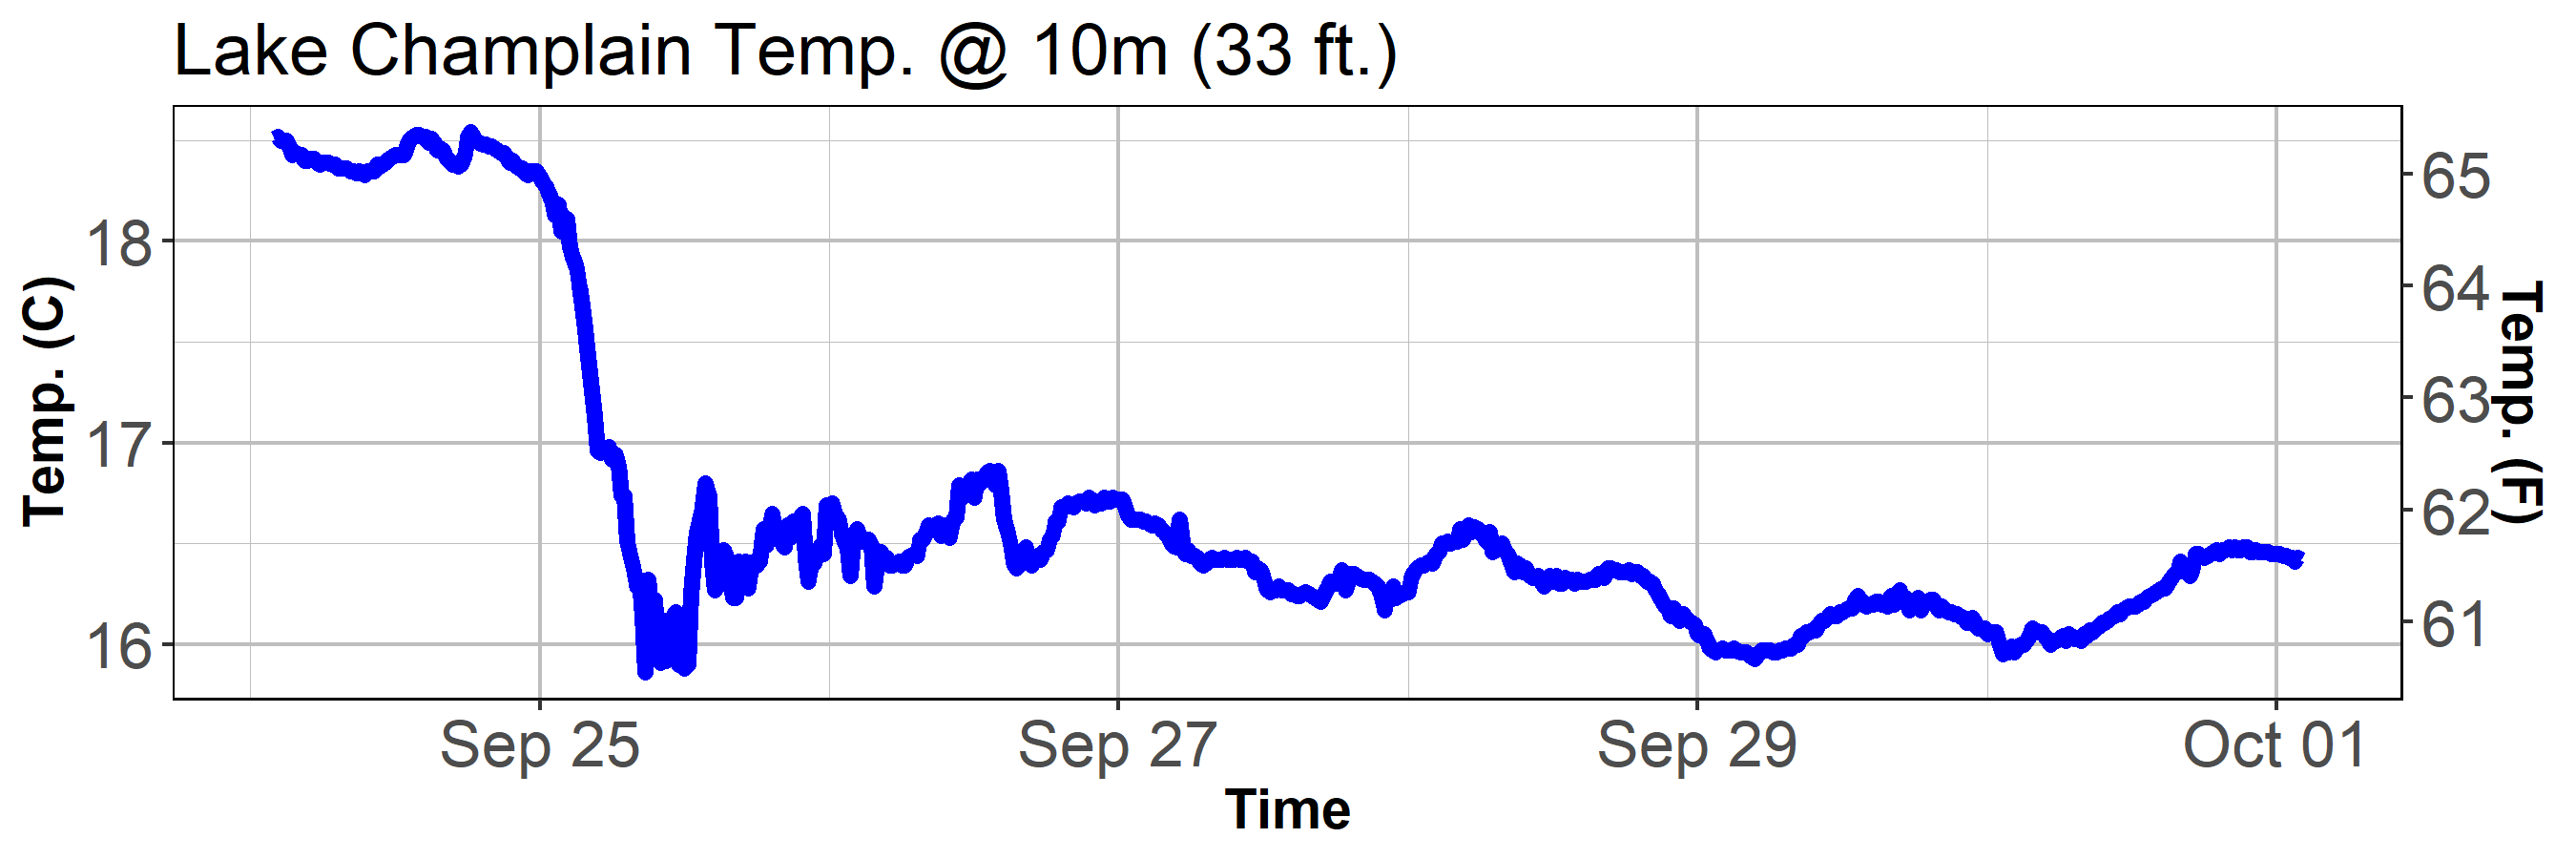 Lake Champlain Temp. @ 10m (33 ft.)
Temp. (C)
18
17
16
65
64
63
62
61
Temp. (F)
Sep 25
Sep 27
Sep 29
Oct 01
Time